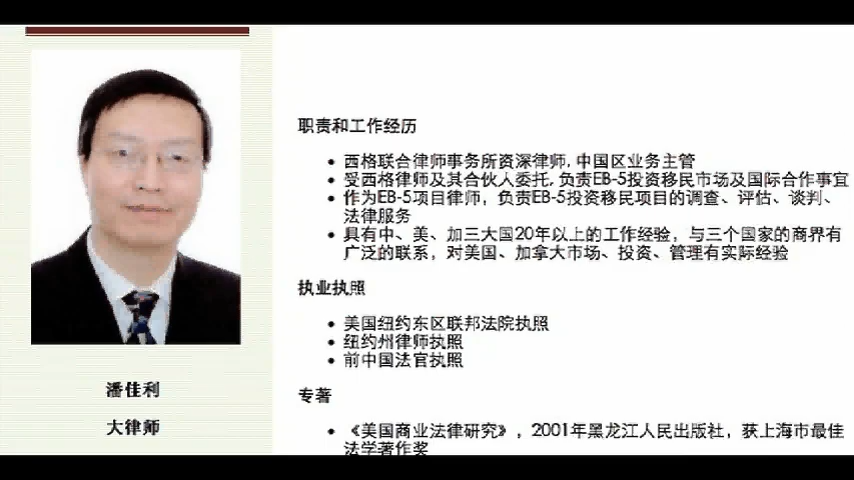 职责和工作经历
• 西格联合律师事务所资深律师, 中国区业务主管
• 受西格律师及其合伙人委托, 负责EB-5投资移民市场及国际合作事宜
• 作为EB-5项目律师，负责EB-5投资移民项目的调查、评估、谈判、
法律服务
• 具有中、美、加三大国20年以上的工作经验，与三个国家的商界有
广泛的联系，对美国、加拿大市场、投资、管理有实际经验
执业执照
• 美国纽约东区联邦法院执照
• 纽约州律师执照
• 前中国法官执照
专著
• 《美国商业法律研究》，2001年黑龙江人民出版社，获上海市最佳
法学著作奖
潘佳利
大律师